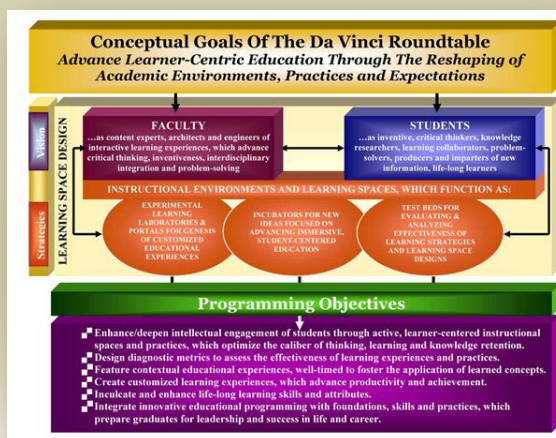 Conceptual Goals Of The Da Vinci Roundtable
Advance Learner-Centric Education Through The Reshaping of
Academic Environments, Practices and Expectations
Vision
Strategies
LEARNING SPACE DESIGN
FACULTY
...as content experts, architects and engineers of
interactive learning experiences, which advance
critical thinking, inventiveness, interdisciplinary
integration and problem-solving
STUDENTS
...as inventive, critical thinkers, knowledge
researchers, learning collaborators, problem-
solvers, producers and imparters of new
information, life-long learners
INSTRUCTIONAL ENVIRONMENTS AND LEARNING SPACES, WHICH FUNCTION AS:
EXPERIMENTAL
LEARNING
LABORATORIES &
PORTALS FOR GENESIS
OF CUSTOMIZED
EDUCATIONAL
EXPERIENCES
INCUBATORS FOR NEW
IDEAS FOCUSED ON
ADVANCING IMMERSIVE,
STUDENT-CENTERED
EDUCATION
TEST BEDS FOR
EVALUATING &
ANALYZING
EFFECTIVENESS OF
LEARNING STRATEGIES
AND LEARNING SPACE
DESIGNS
Programming Objectives
Enhance/deepen intellectual engagement of students through active, learner-centered instructional
spaces and practices, which optimize the caliber of thinking, learning and knowledge retention.
Design diagnostic metrics to assess the effectiveness of learning experiences and practices.
Feature contextual educational experiences, well-timed to foster the application of learned concepts.
Create customized learning experiences, which advance productivity and achievement.
Inculcate and enhance life-long learning skills and attributes.
Integrate innovative educational programming with foundations, skills and practices, which
prepare graduates for leadership and success in life and career.